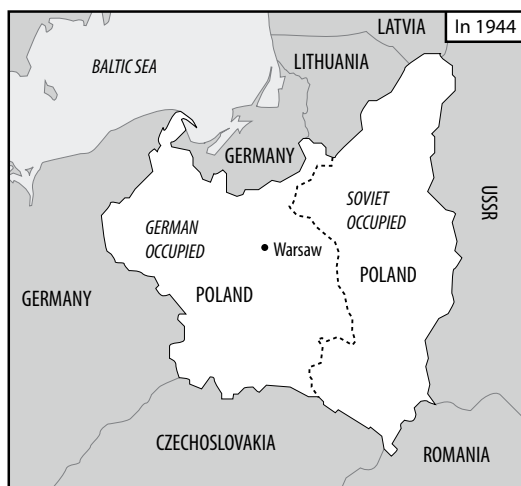 LATVIA
In 1944
BALTIC SEA
LITHUANIA
GERMANY
USSR
GERMAN
OCCUPIED
SOVIET
OCCUPIED
Warsaw
POLAND
GERMANY
POLAND
CZECHOSLOVAKIA
ROMANIA